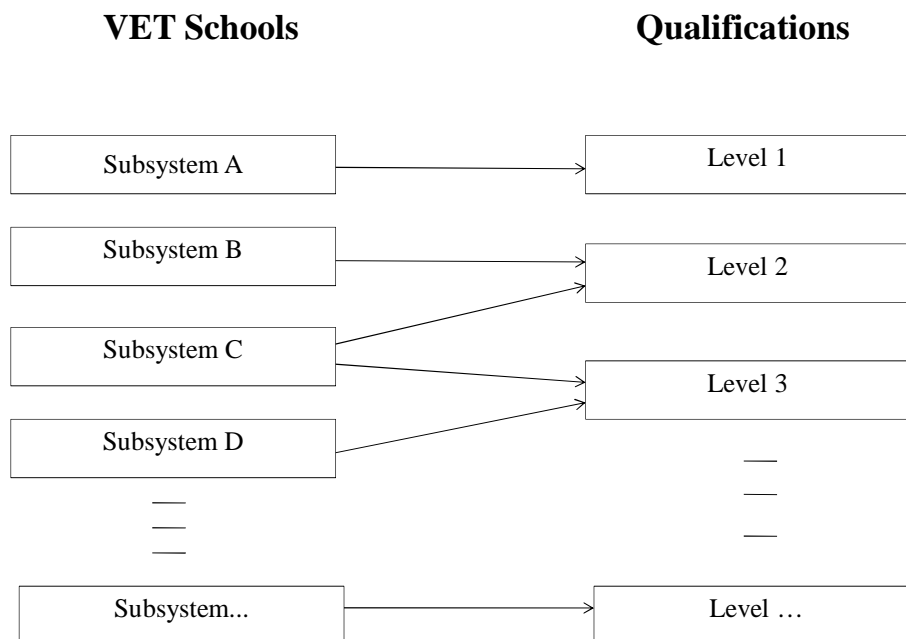 VET Schools
Qualifications
Subsystem A
Level 1
Subsystem B
Level 2
Subsystem C
Level 3
Subsystem D
Subsystem...
Level …